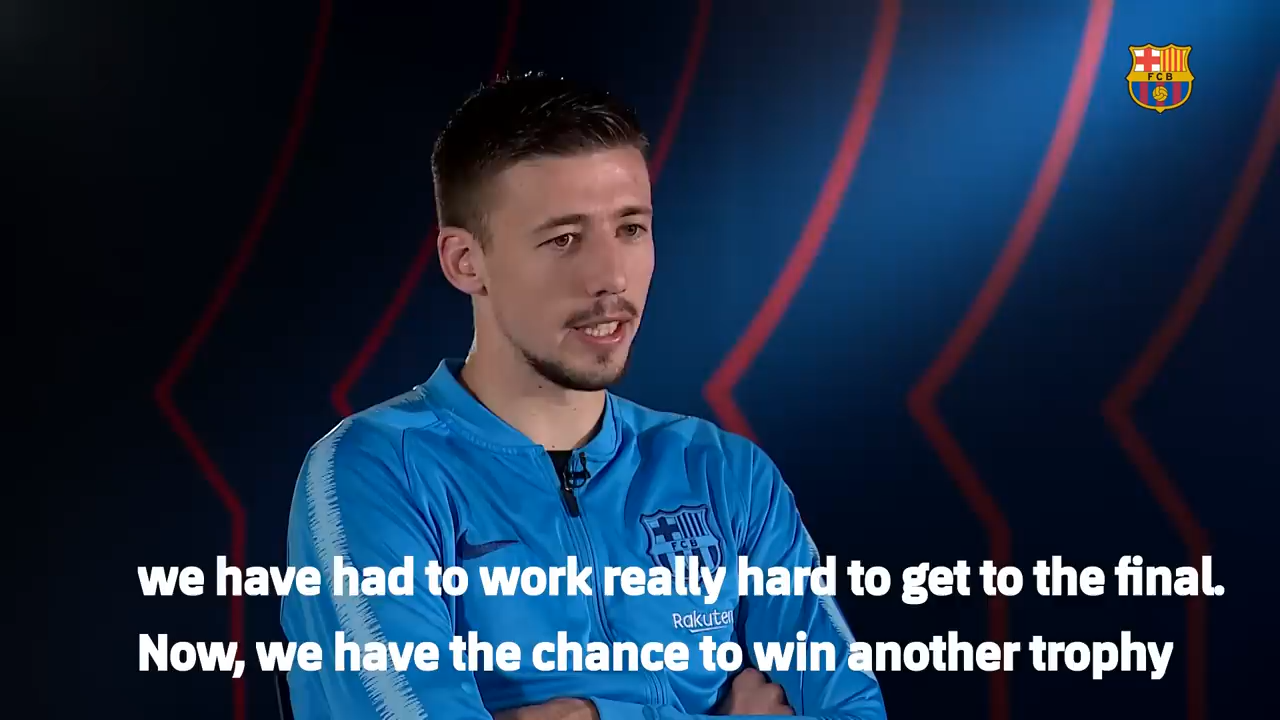 FCB
FCB
Rakuten
we have had to work really hard to get to the final.
Now, we have the chance to win another trophy